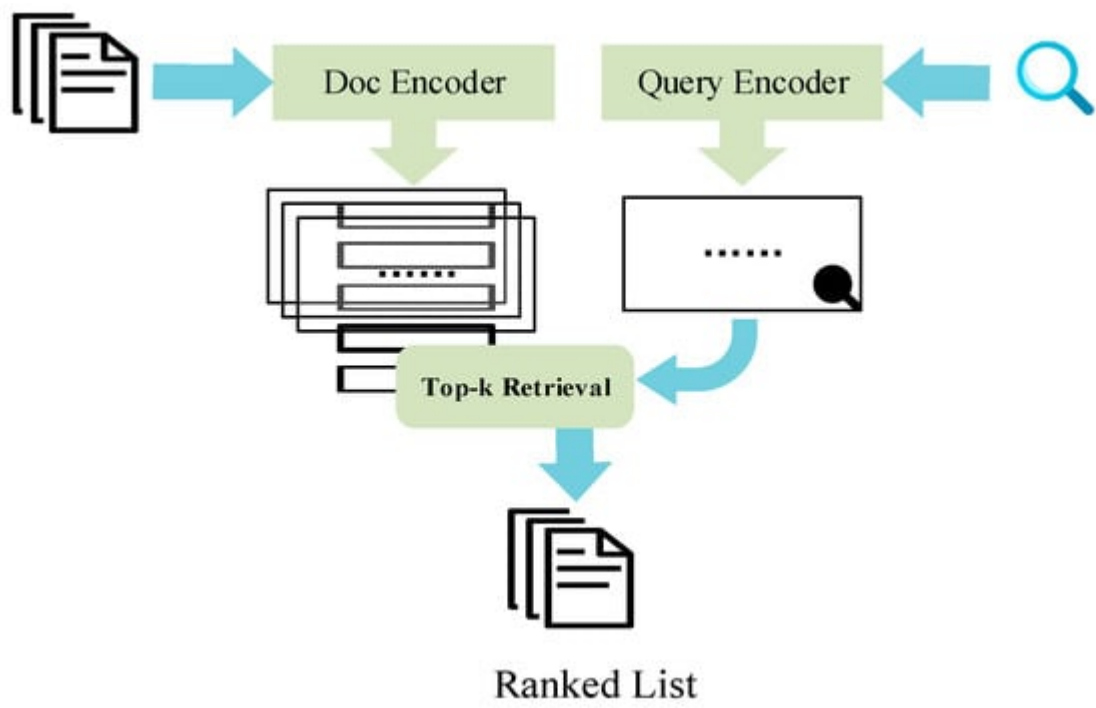 Doc Encoder
Query Encoder
......
......
Top-k Retrieval
Ranked List